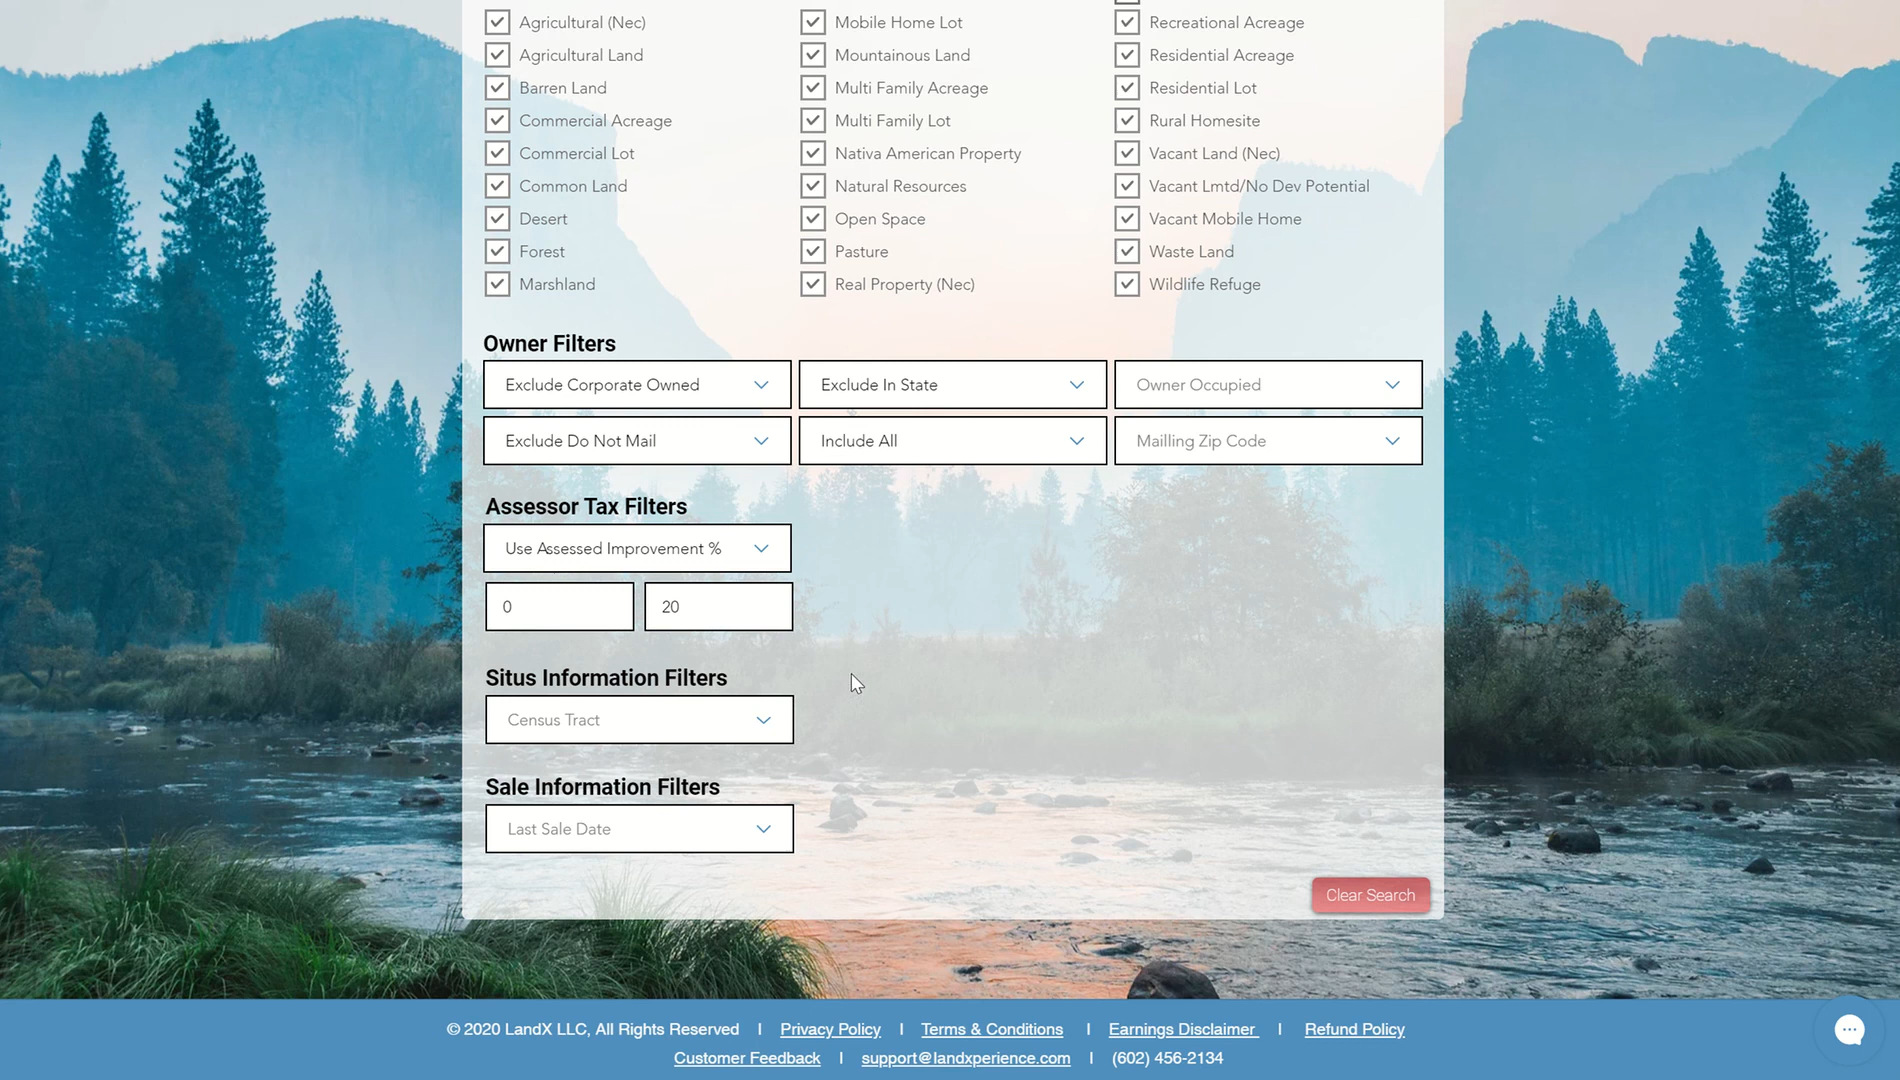 Agricultural (Nec)
Mobile Home Lot
Recreational Acreage
Agricultural Land
Mountainous Land
Residential Acreage
Barren Land
Multi Family Acreage
Residential Lot
Commercial Acreage
Multi Family Lot
Rural Homesite
Commercial Lot
Nativa American Property
Vacant Land (Nec)
Common Land
Natural Resources
Vacant Lmtd/No Dev Potential
Desert
Open Space
Vacant Mobile Home
Forest
Pasture
Waste Land
Marshland
Real Property (Nec)
Wildlife Refuge
Owner Filters
Exclude Corporate Owned
Exclude In State
Owner Occupied
Exclude Do Not Mail
Include All
Mailling Zip Code
Assessor Tax Filters
Use Assessed Improvement %
0
20
Situs Information Filters
Census Tract
Sale Information Filters
Last Sale Date
Clear Search
© 2020 LandX LLC, All Rights Reserved | Privacy Policy | Terms & Conditions | Earnings Disclaimer | Refund Policy
Customer Feedback | support@landxperience.com | (602) 456-2134